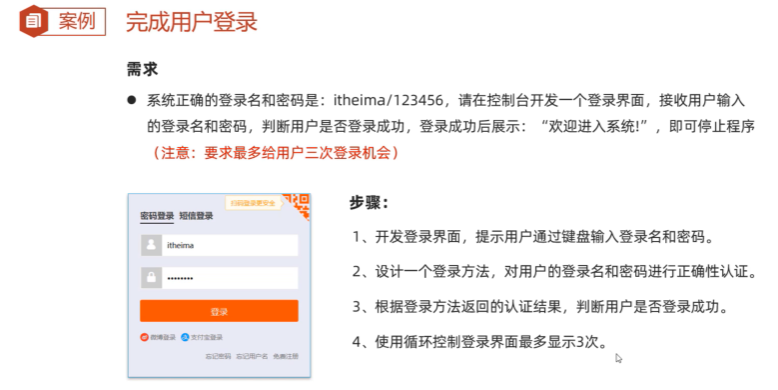 案例 完成用户登录
需求
● 系统正确的登录名和密码是：itheima/123456，请在控制台开发一个登录界面，接收用户输入
的登录名和密码，判断用户是否登录成功，登录成功后展示：“欢迎进入系统!”，即可停止程序
（注意：要求最多给用户三次登录机会）
扫码登录更安全
密码登录 短信登录
itheima
••••••••
登录
微博登录 支付宝登录
忘记密码 忘记用户名 免费注册
步骤：
1、开发登录界面，提示用户通过键盘输入登录名和密码。
2、设计一个登录方法，对用户的登录名和密码进行正确性认证。
3、根据登录方法返回的认证结果，判断用户是否登录成功。
4、使用循环控制登录界面最多显示3次。